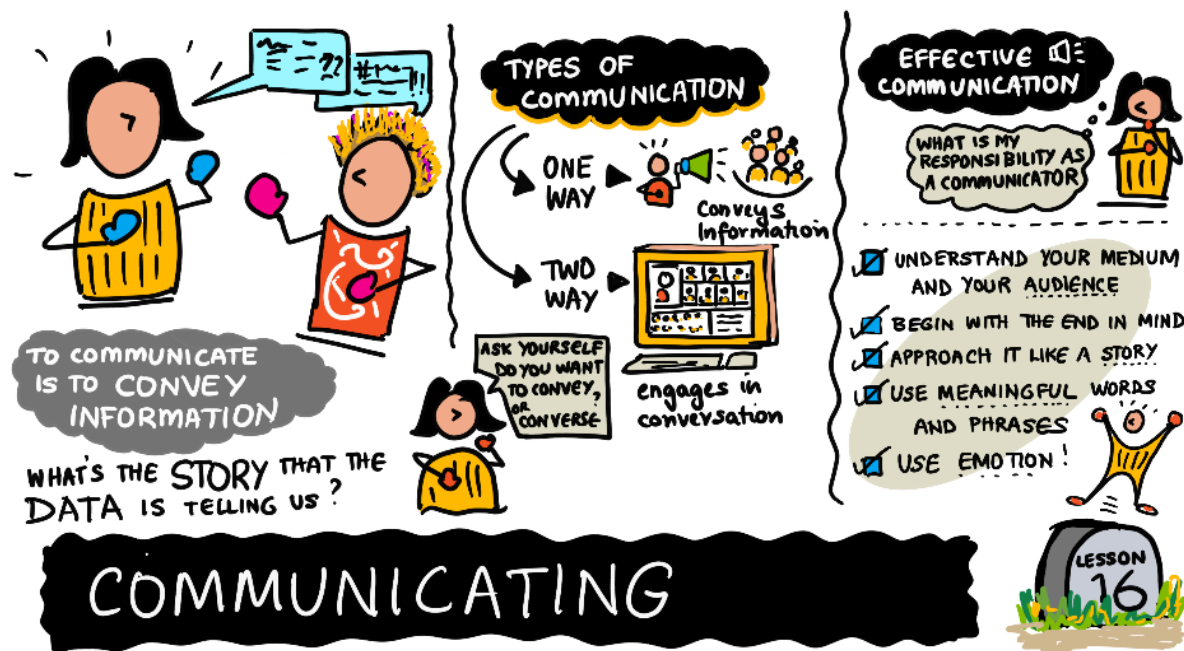 ??
#
!!!
TO COMMUNICATE
IS TO CONVEY
INFORMATION
WHAT'S THE STORY THAT THE
DATA IS TELLING US?
TYPES OF
COMMUNICATION
ONE
WAY
Conveys
Information
TWO
WAY
engages in
conversation
ASK YOURSELF
DO YOU WANT
TO CONVEY,
OR
CONVERSE?
EFFECTIVE
COMMUNICATION
WHAT IS MY
RESPONSIBILITY AS
A COMMUNICATOR
UNDERSTAND YOUR MEDIUM
AND YOUR AUDIENCE
BEGIN WITH THE END IN MIND
APPROACH IT LIKE A STORY
USE MEANINGFUL WORDS
AND PHRASES
USE EMOTION!
COMMUNICATING
LESSON
16